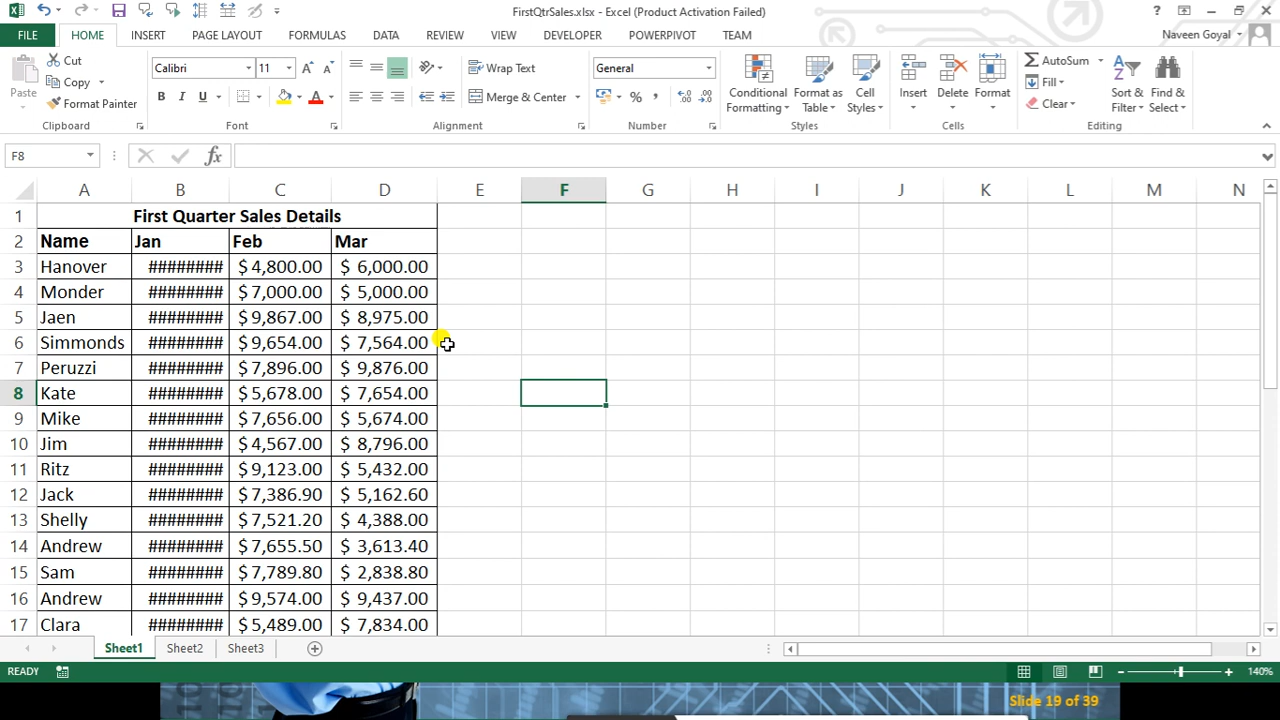 FirstQtrSales.xlsx - Excel (Product Activation Failed)
FILE HOME INSERT PAGE LAYOUT FORMULAS DATA REVIEW VIEW DEVELOPER POWERPIVOT TEAM Naveen Goyal
Paste Cut Copy Format Painter
Clipboard
Calibri 11
B I U A
Font
Wrap Text
Merge & Center
Alignment
General
%
Number
Conditional Formatting
Format as Table
Cell Styles
Styles
Insert Delete Format
Cells
AutoSum
Fill
Clear
Sort & Filter
Find & Select
Editing
F8 fx
A B C D E F G H I J K L M N
1 First Quarter Sales Details
2 Name Jan Feb Mar
3 Hanover ######## $ 4,800.00 $ 6,000.00
4 Monder ######## $ 7,000.00 $ 5,000.00
5 Jaen ######## $ 9,867.00 $ 8,975.00
6 Simmonds ######## $ 9,654.00 $ 7,564.00
7 Peruzzi ######## $ 7,896.00 $ 9,876.00
8 Kate ######## $ 5,678.00 $ 7,654.00
9 Mike ######## $ 7,656.00 $ 5,674.00
10 Jim ######## $ 4,567.00 $ 8,796.00
11 Ritz ######## $ 9,123.00 $ 5,432.00
12 Jack ######## $ 7,386.90 $ 5,162.60
13 Shelly ######## $ 7,521.20 $ 4,388.00
14 Andrew ######## $ 7,655.50 $ 3,613.40
15 Sam ######## $ 7,789.80 $ 2,838.80
16 Andrew ######## $ 9,574.00 $ 9,437.00
17 Clara ######## $ 5,489.00 $ 7,834.00
Sheet1 Sheet2 Sheet3
READY 140%
Slide 19 of 39